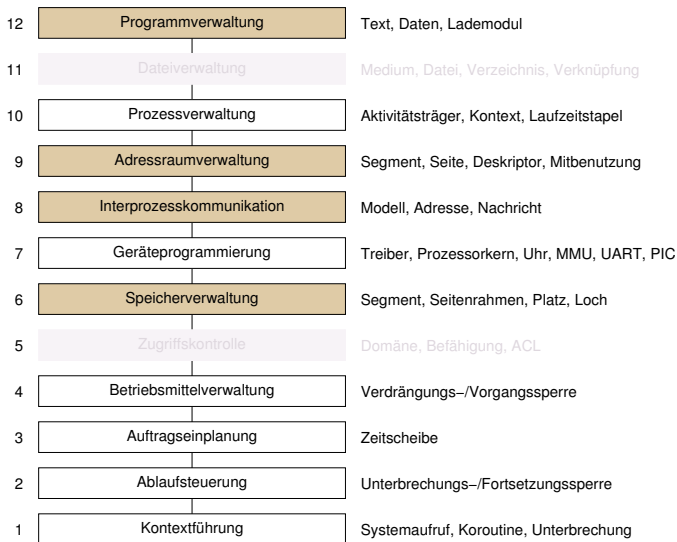 12 Programmverwaltung Text, Daten, Lademodul
11 Dateiverwaltung Medium, Datei, Verzeichnis, Verknüpfung
10 Prozessverwaltung Aktivitätsträger, Kontext, Laufzeitstapel
9 Adressraumverwaltung Segment, Seite, Deskriptor, Mitbenutzung
8 Interprozesskommunikation Modell, Adresse, Nachricht
7 Geräteprogrammierung Treiber, Prozessorkern, Uhr, MMU, UART, PIC
6 Speicherverwaltung Segment, Seitenrahmen, Platz, Loch
5 Zugriffskontrolle Domäne, Befähigung, ACL
4 Betriebsmittelverwaltung Verdrängungs−/Vorgangssperre
3 Auftragseinplanung Zeitscheibe
2 Ablaufsteuerung Unterbrechungs−/Fortsetzungssperre
1 Kontextführung Systemaufruf, Koroutine, Unterbrechung